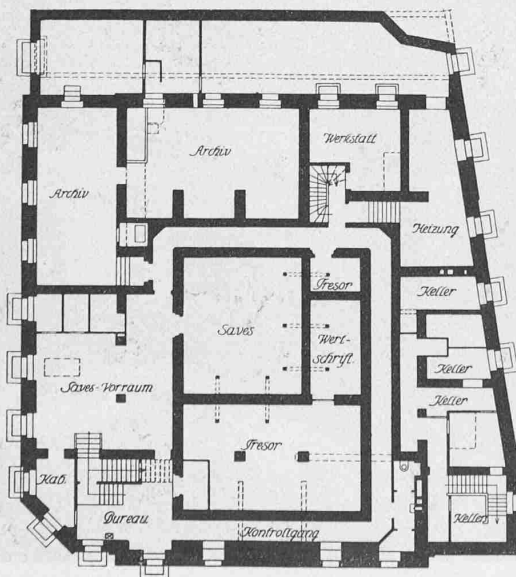 Archiv
Werkstatt
Archiv
Heizung
Tresor
Keller
Saves
Wert-
schrift.
Keller
Saves-Vorraum
Keller
Tresor
Kab.
Bureau
Keller
Kontrollgang